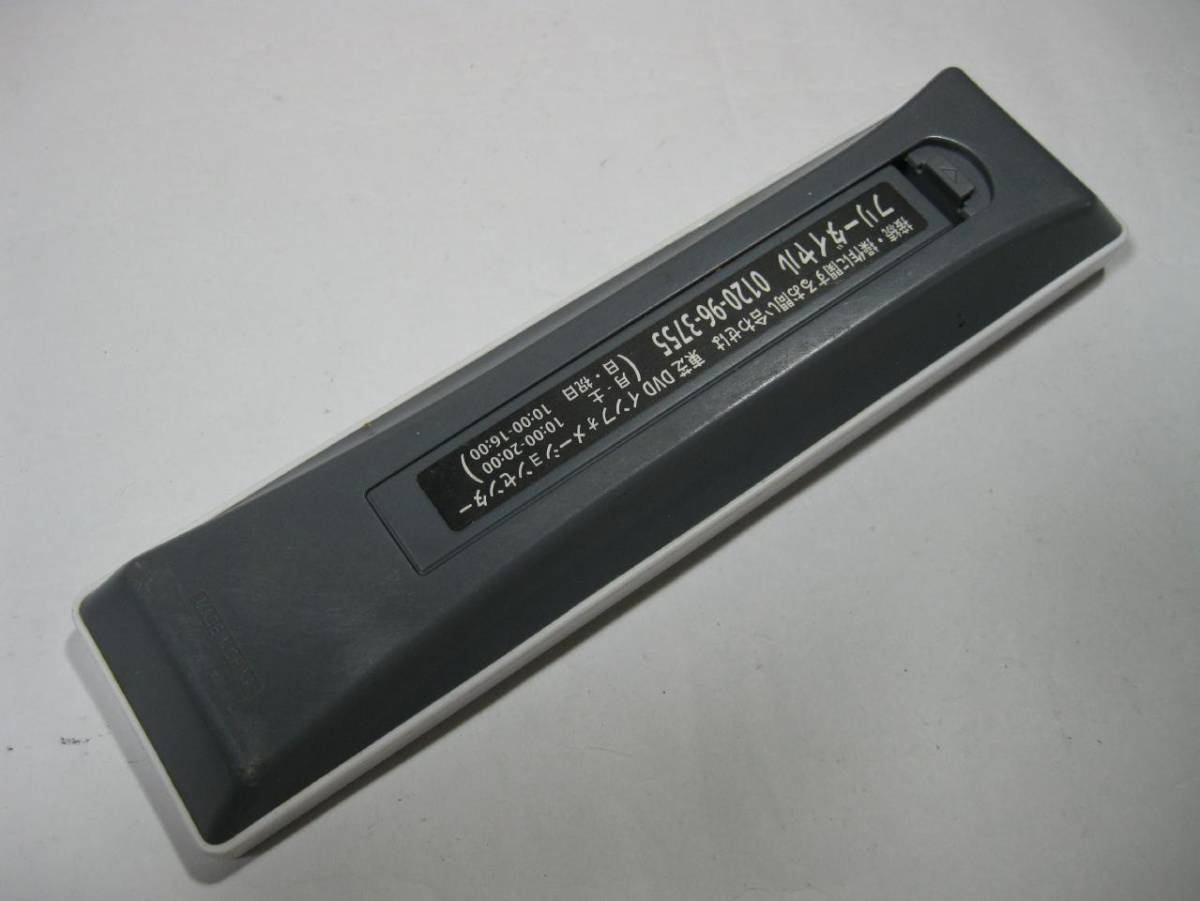 接続・操作に関するお問い合わせは 東芝DVDインフォメーションセンター
フリーダイヤル 0120-96-3755 (月-土 10:00-20:00
日・祝日 10:00-16:00)